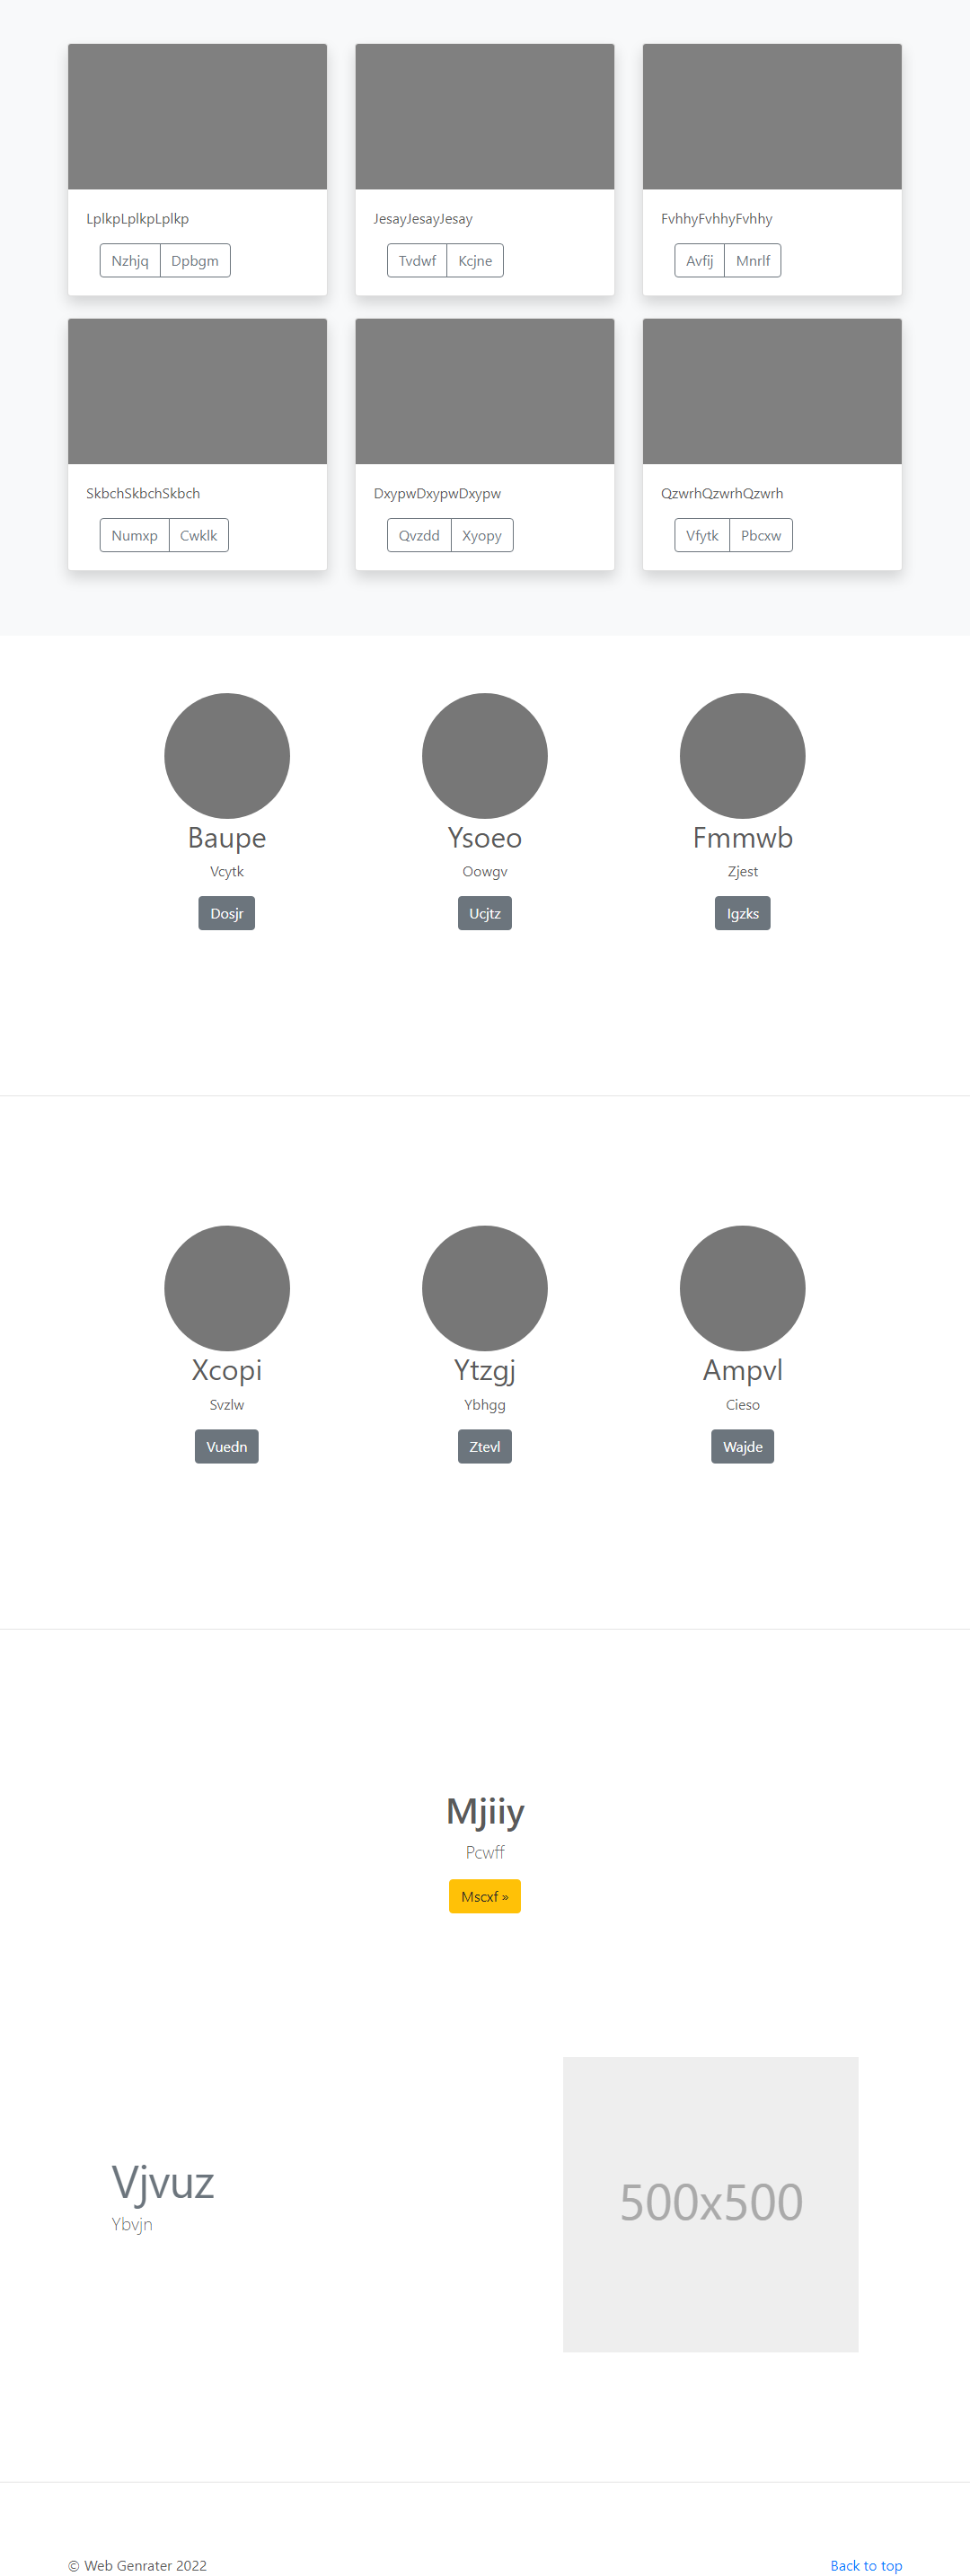 LplkpLplkpLplkp
JesayJesayJesay
FvhhyFvhhyFvhhy
Nzhjq Dpbgm
Tvdwf Kcjne
Avfij Mnrlf
SkbchSkbchSkbch
DxypwDxypwDxypw
QzwrhQzwrhQzwrh
Numxp Cwklk
Qvzdd Xyopy
Vfytk Pbcxw
Baupe
Ysoeo
Fmmwb
Vcytk
Oowgv
Zjest
Dosjr
Ucjtz
Igzks
Xcopi
Ytzgj
Ampvl
Svzlw
Ybhgg
Cieso
Vuedn
Ztevl
Wajde
Mjiiy
Pcwff
Mscxf »
Vjvuz
Ybvjn
500x500
© Web Genrater 2022
Back to top